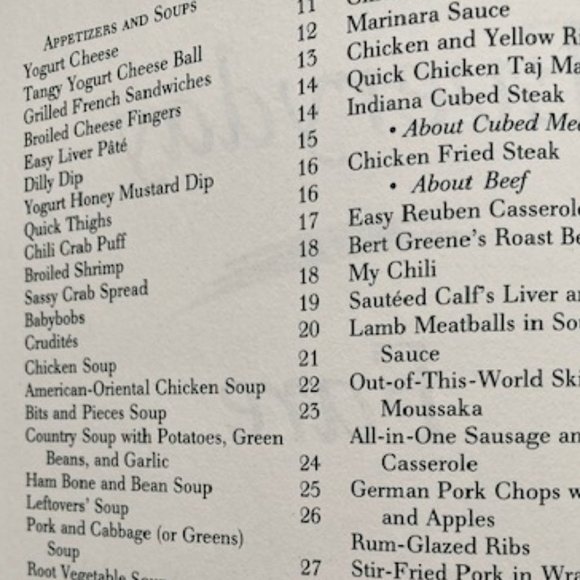 APPETIZERS AND SOUPS
Yogurt Cheese 11
Tangy Yogurt Cheese Ball 12
Grilled French Sandwiches 13
Broiled Cheese Fingers 14
Easy Liver Pâté 14
Dilly Dip 15
Yogurt Honey Mustard Dip 16
Quick Thighs 16
Chili Crab Puff 17
Broiled Shrimp 18
Sassy Crab Spread 18
Babybobs 19
Crudités 20
Chicken Soup 21
American-Oriental Chicken Soup 22
Bits and Pieces Soup 23
Country Soup with Potatoes, Green
Beans, and Garlic 24
Ham Bone and Bean Soup 25
Leftovers' Soup 26
Pork and Cabbage (or Greens)
Soup 27
Root Vegetable
Marinara Sauce
Chicken and Yellow
Quick Chicken Taj
Indiana Cubed Steak
• About Cubed
Chicken Fried Steak
• About Beef
Easy Reuben
Bert Greene's Roast
My Chili
Sautéed Calf's Liver
Lamb Meatballs in
Sauce
Out-of-This-World
Moussaka
All-in-One Sausage
Casserole
German Pork Chops
and Apples
Rum-Glazed Ribs
Stir-Fried Pork in